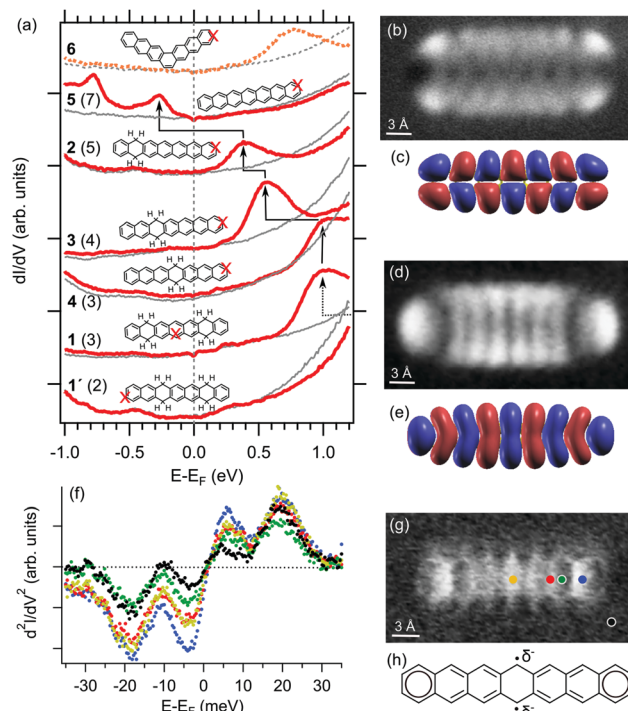 (a)
6
5 (7)
H H
2 (5)
H H
H H
3 (4)
H H
H H
4 (3)
H H
H H H H
1 (3)
H H H H
H H H H
1´ (2)
H H H H
X
X
X
X
X
X
X
dI/dV (arb. units)
-1.0 -0.5 0.0 0.5 1.0
E-EF (eV)
(b)
3 Å
(c)
(d)
3 Å
(e)
(f)
d²I/dV² (arb. units)
-30 -20 -10 0 10 20 30
E-EF (meV)
(g)
3 Å
(h)
• δ-
• δ-